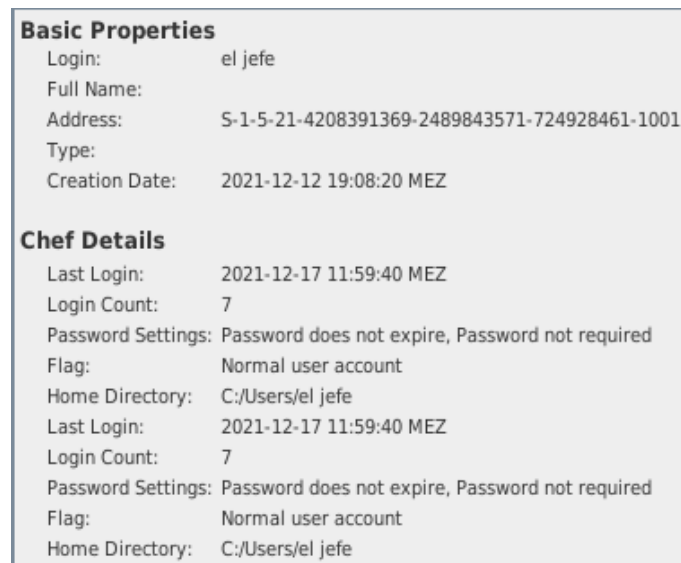 Basic Properties
Login: el jefe
Full Name:
Address: S-1-5-21-4208391369-2489843571-724928461-1001
Type:
Creation Date: 2021-12-12 19:08:20 MEZ
Chef Details
Last Login: 2021-12-17 11:59:40 MEZ
Login Count: 7
Password Settings: Password does not expire, Password not required
Flag: Normal user account
Home Directory: C:/Users/el jefe
Last Login: 2021-12-17 11:59:40 MEZ
Login Count: 7
Password Settings: Password does not expire, Password not required
Flag: Normal user account
Home Directory: C:/Users/el jefe